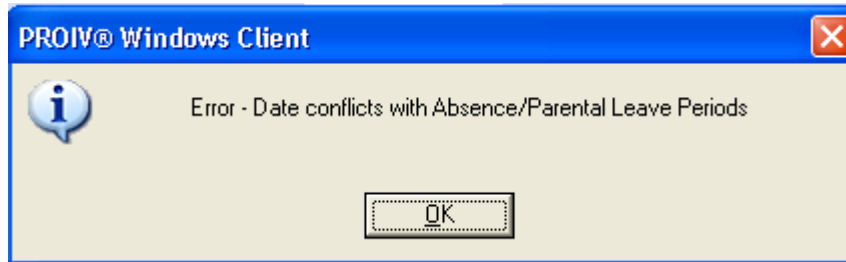 PROIV® Windows Client
Error - Date conflicts with Absence/Parental Leave Periods
OK